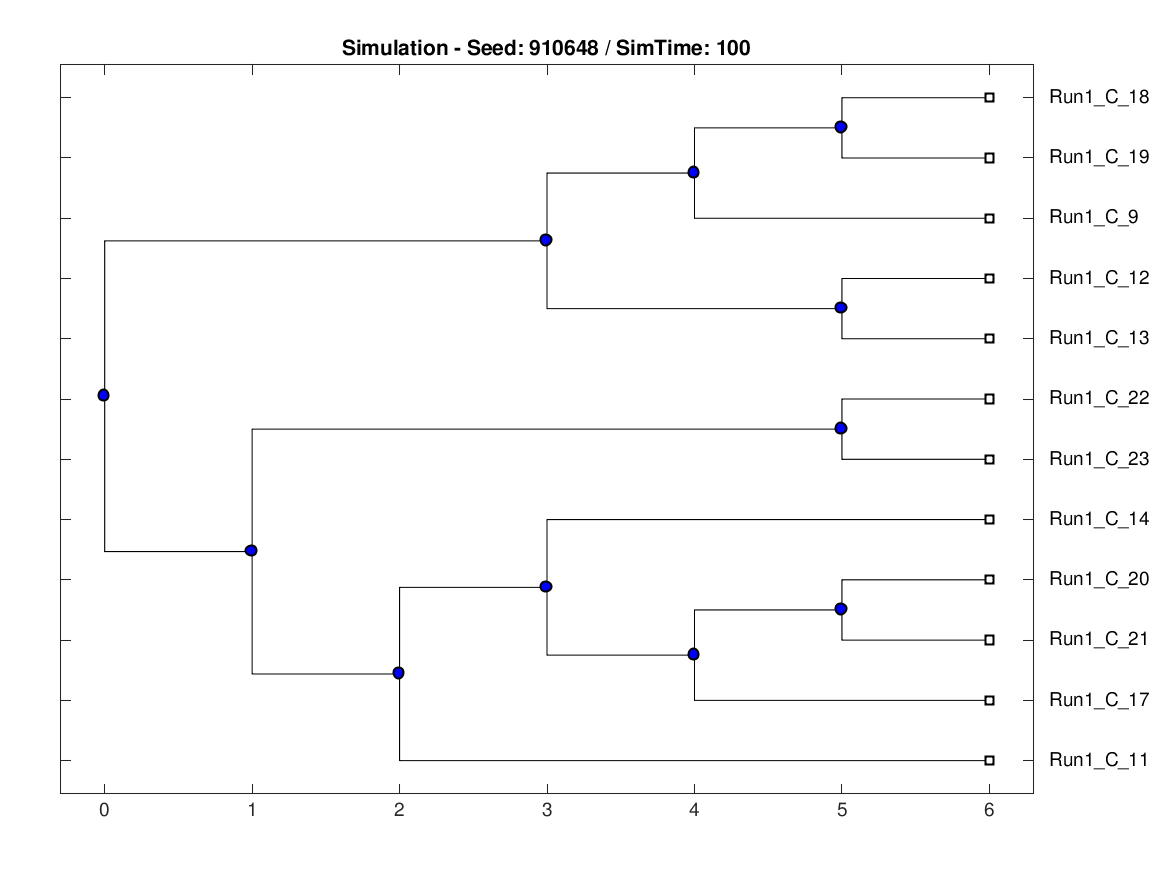 Simulation - Seed: 910648 / SimTime: 100
Run1_C_18
Run1_C_19
Run1_C_9
Run1_C_12
Run1_C_13
Run1_C_22
Run1_C_23
Run1_C_14
Run1_C_20
Run1_C_21
Run1_C_17
Run1_C_11
0 1 2 3 4 5 6